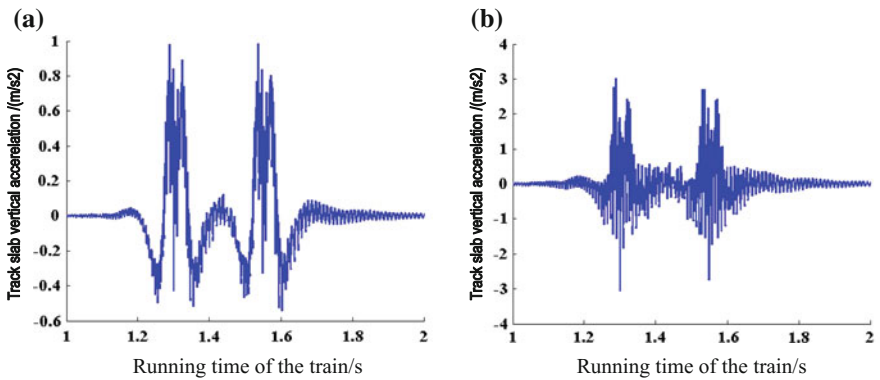 (a)
1
0.8
0.6
0.4
0.2
0
-0.2
-0.4
-0.6
1 1.2 1.4 1.6 1.8 2
Track slab vertical accarelation /(m/s2)
Running time of the train/s
(b)
4
3
2
1
0
-1
-2
-3
-4
1 1.2 1.4 1.6 1.8 2
Track slab vertical accarelation /(m/s2)
Running time of the train/s